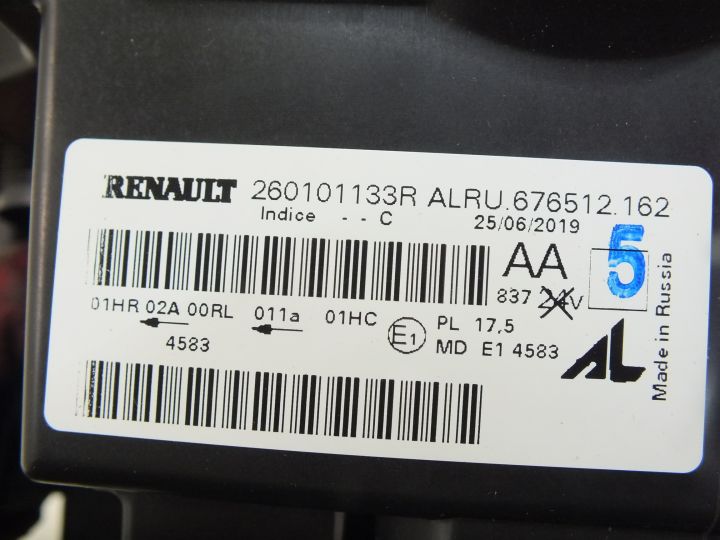 RENAULT 260101133R ALRU.676512.162
Indice - - C 25/06/2019
AA 5
837 24V
01HR 02A 00RL 011a 01HC E1 PL 17,5
4583 MD E1 4583
AL
Made in Russia